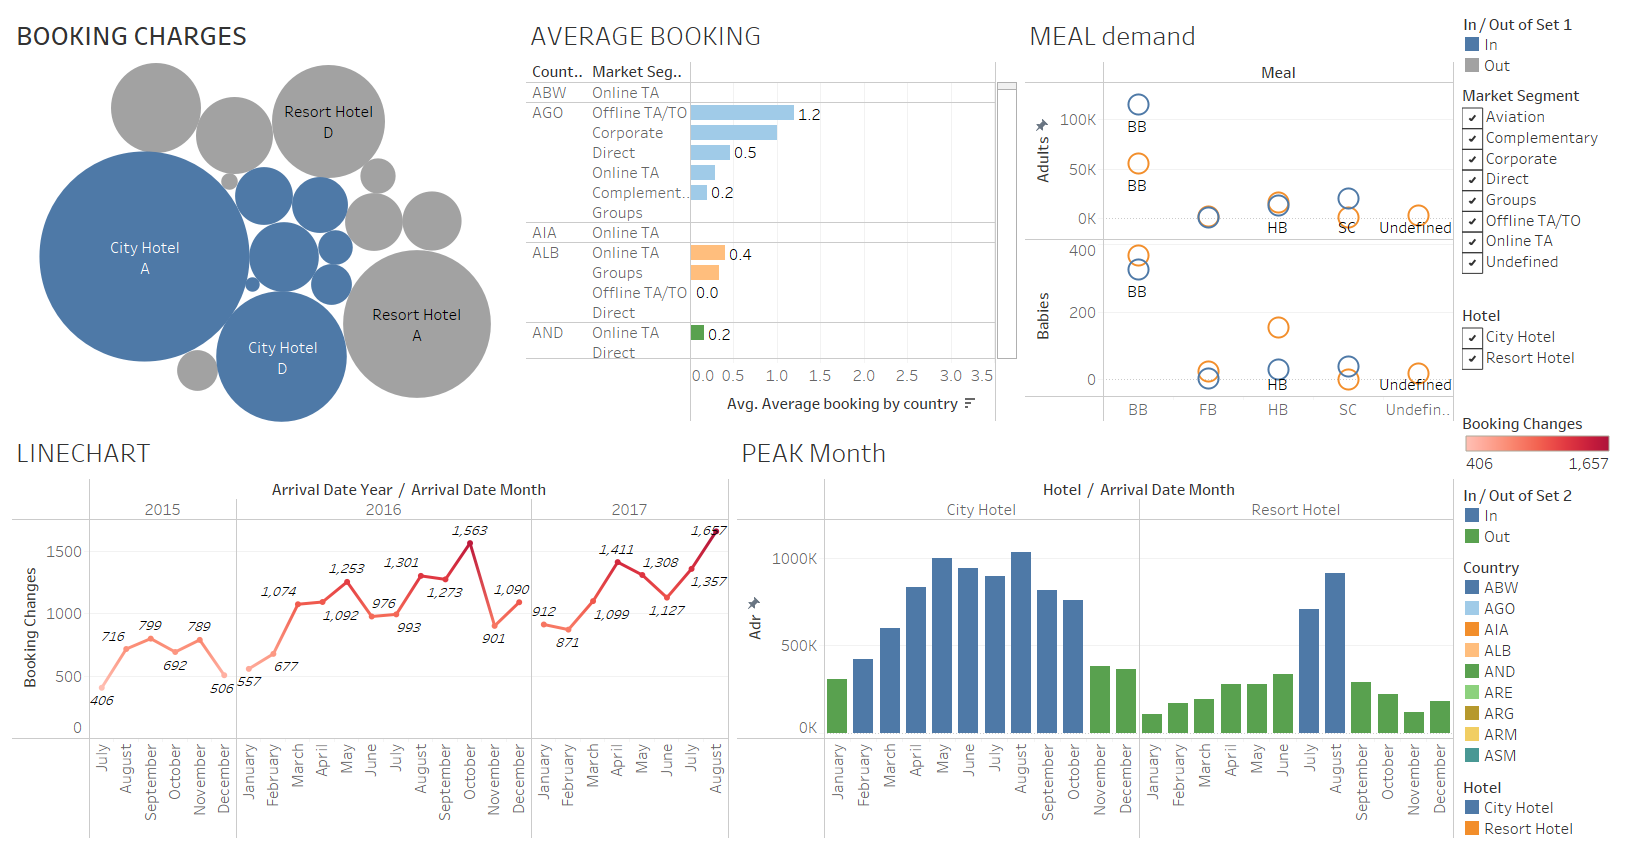 BOOKING CHARGES
Resort Hotel
D
City Hotel
A
Resort Hotel
A
City Hotel
D
AVERAGE BOOKING
Count.. Market Seg..
ABW Online TA
AGO Offline TA/TO 1.2
Corporate
Direct 0.5
Online TA
Complement.. 0.2
Groups
AIA Online TA
ALB Online TA 0.4
Groups
Offline TA/TO 0.0
Direct
AND Online TA 0.2
Direct
0.0 0.5 1.0 1.5 2.0 2.5 3.0 3.5
Avg. Average booking by country
MEAL demand
Meal
Adults
100K
50K
0K
BB
BB
HB SC Undefined
Babies
400
200
0
BB
HB Undefined
BB FB HB SC Undefin..
In / Out of Set 1
In
Out
Market Segment
Aviation
Complementary
Corporate
Direct
Groups
Offline TA/TO
Online TA
Undefined
Hotel
City Hotel
Resort Hotel
Booking Changes
406 1,657
In / Out of Set 2
In
Out
Country
ABW
AGO
AIA
ALB
AND
ARE
ARG
ARM
ASM
Hotel
City Hotel
Resort Hotel
LINECHART
Arrival Date Year / Arrival Date Month
2015 2016 2017
Booking Changes
1500
1000
500
0
406
716
799
692
789
506
557
677
1,074
1,092
1,253
976
993
1,301
1,273
1,563
901
1,090
912
871
1,099
1,411
1,308
1,127
1,357
1,657
July August September October November December January February March April May June July August September October November December January February March April May June July August
PEAK Month
Hotel / Arrival Date Month
City Hotel Resort Hotel
Adr
1000K
500K
0K
January February March April May June July August September October November December January February March April May June July August September October November December